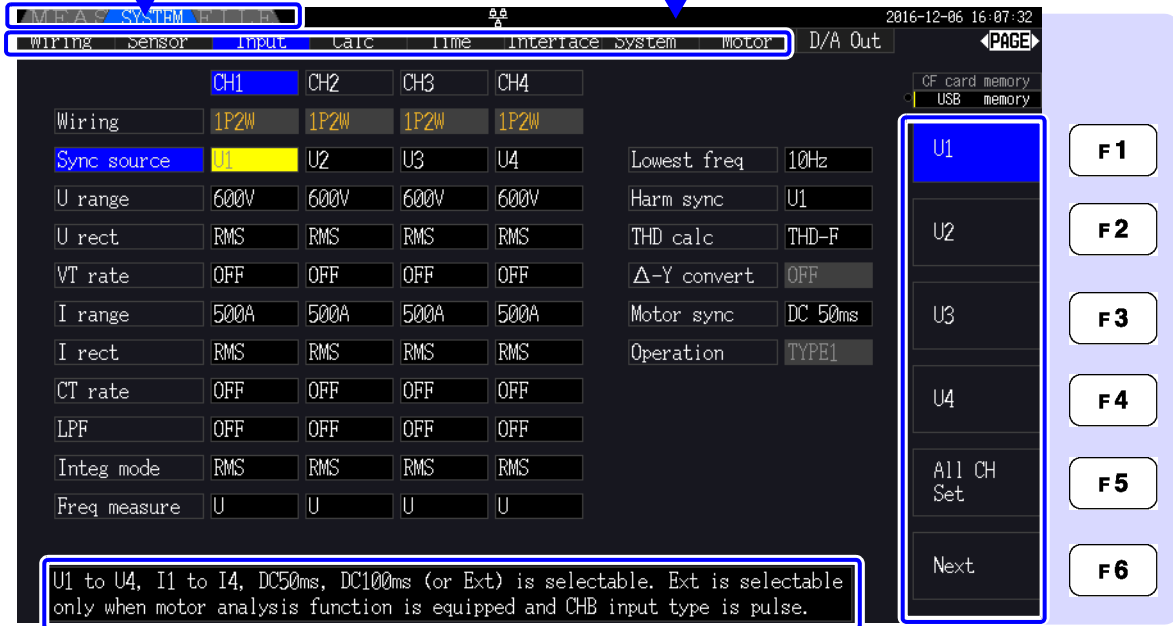 MEAS SYSTEM FILE 2016-12-06 16:07:32
Wiring Sensor Input Calc Time Interface System Motor D/A Out PAGE
CF card memory
USB memory
CH1 CH2 CH3 CH4
Wiring 1P2W 1P2W 1P2W 1P2W
Sync source U1 U2 U3 U4 Lowest freq 10Hz
U range 600V 600V 600V 600V Harm sync U1
U rect RMS RMS RMS RMS THD calc THD-F
VT rate OFF OFF OFF OFF Δ-Y convert OFF
I range 500A 500A 500A 500A Motor sync DC 50ms
I rect RMS RMS RMS RMS Operation TYPE1
CT rate OFF OFF OFF OFF
LPF OFF OFF OFF OFF
Integ mode RMS RMS RMS RMS
Freq measure U U U U
U1 to U4, I1 to I4, DC50ms, DC100ms (or Ext) is selectable. Ext is selectable
only when motor analysis function is equipped and CHB input type is pulse.
U1 F1
U2 F2
U3 F3
U4 F4
All CH
Set F5
Next F6